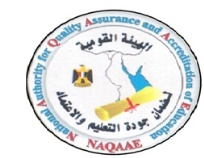 الهيئة القومية
لضمان جودة التعليم والاعتماد
National Authority for Quality Assurance and Accreditation of Education
NAQAAE